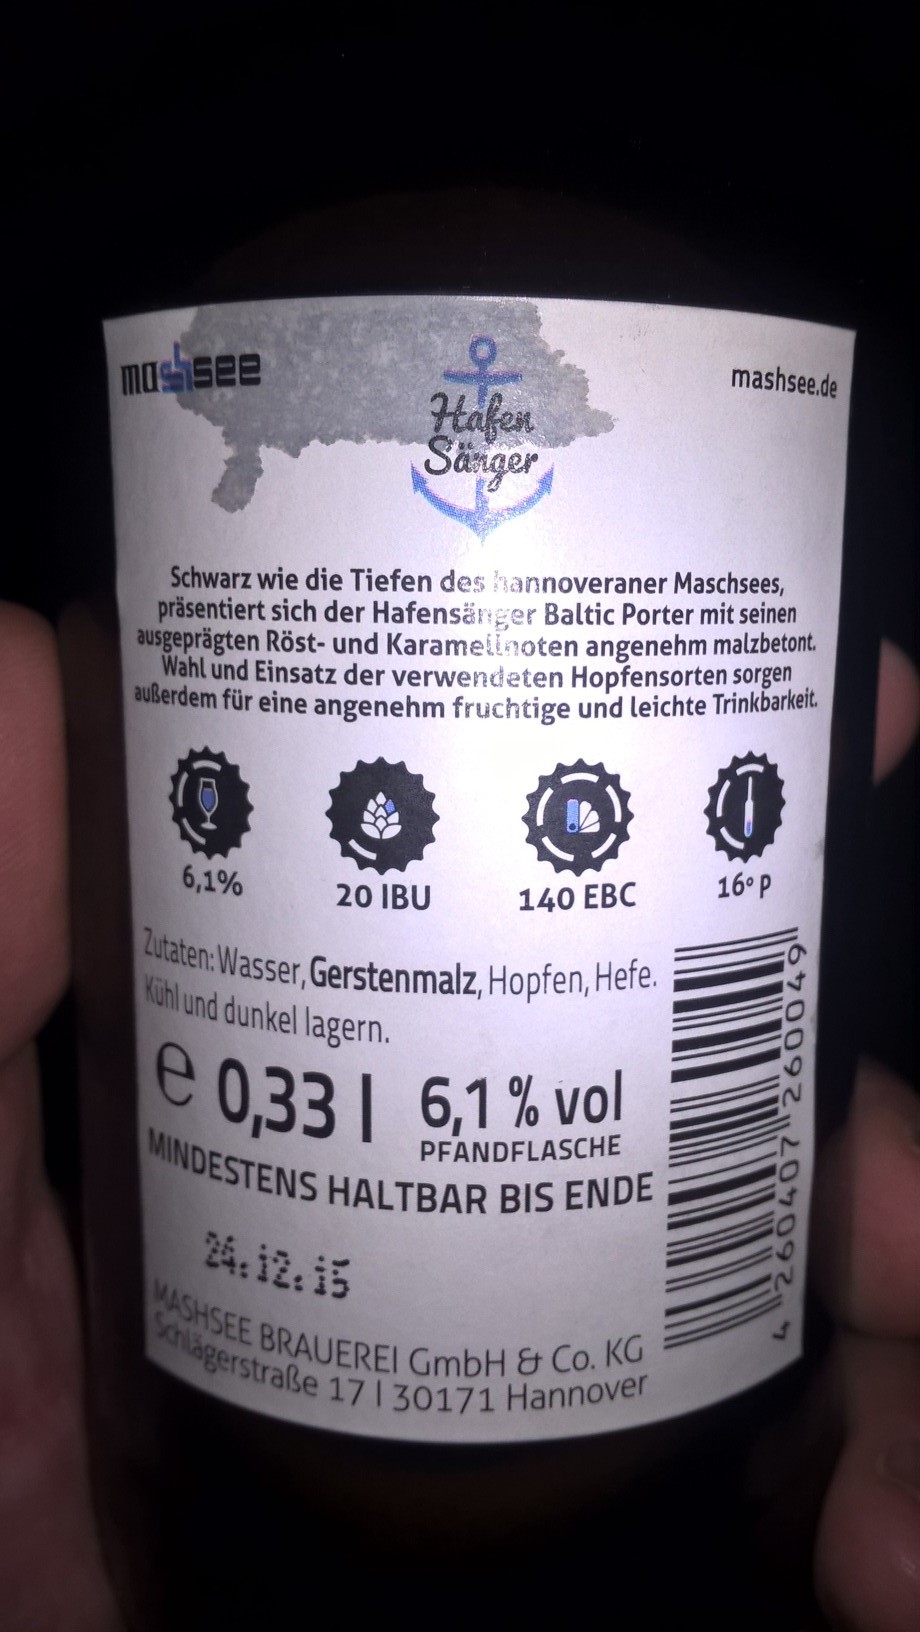 mashsee
mashsee.de
Hafen
Sänger
Schwarz wie die Tiefen des hannoveraner Maschsees,
präsentiert sich der Hafensänger Baltic Porter mit seinen
ausgeprägten Röst- und Karamellnoten angenehm malzbetont.
Wahl und Einsatz der verwendeten Hopfensorten sorgen
außerdem für eine angenehm fruchtige und leichte Trinkbarkeit.
6,1% 20 IBU 140 EBC 16° P
Zutaten: Wasser, Gerstenmalz, Hopfen, Hefe.
Kühl und dunkel lagern.
e 0,33 l 6,1 % vol
PFANDFLASCHE
MINDESTENS HALTBAR BIS ENDE
24.12.15
MASHSEE BRAUEREI GmbH & Co. KG
Schlägerstraße 17 | 30171 Hannover
4 260407 260049